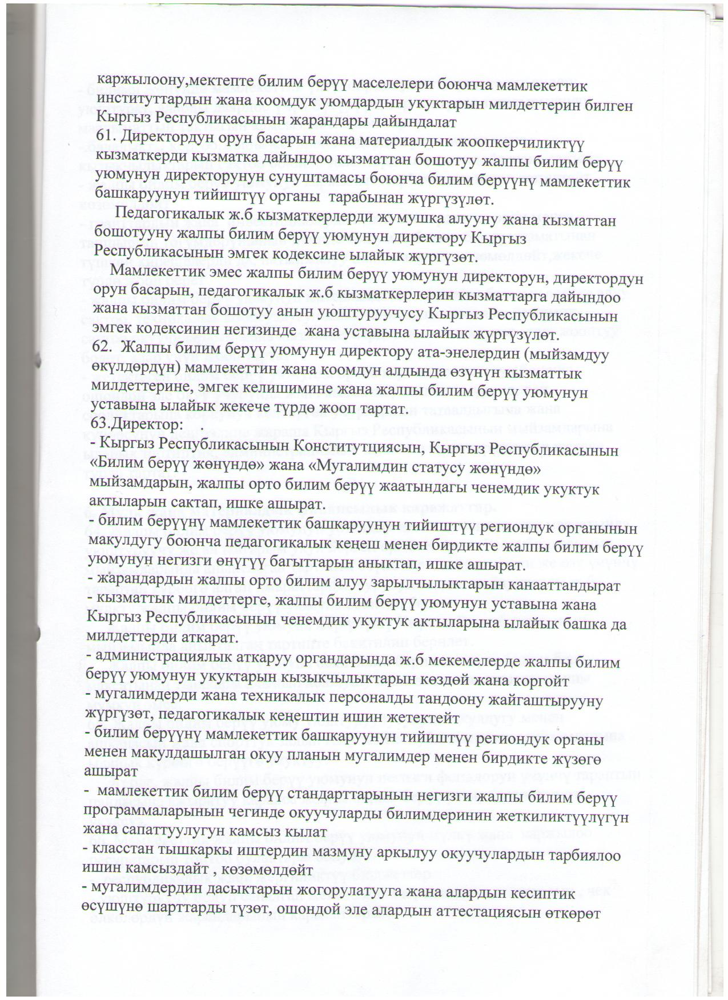 каржылоону,мектепте билим берүү маселелери боюнча мамлекеттик
институттардын жана коомдук уюмдардын укуктарын милдеттерин билген
Кыргыз Республикасынын жарандары дайындалат
61. Директордун орун басарын жана материалдык жоопкерчиликтүү
кызматкерди кызматка дайындоо кызматтан бошотуу жалпы билим берүү
уюмунун директорунун сунуштамасы боюнча билим берүүнү мамлекеттик
башкаруунун тийиштүү органы  тарабынан жүргүзүлөт.
Педагогикалык ж.б кызматкерлерди жумушка алууну жана кызматтан
бошотууну жалпы билим берүү уюмунун директору Кыргыз
Республикасынын эмгек кодексине ылайык жүргүзөт.
Мамлекеттик эмес жалпы билим берүү уюмунун директорун, директордун
орун басарын, педагогикалык ж.б кызматкерлерин кызматтарга дайындоо
жана кызматтан бошотуу анын уюштуруучусу Кыргыз Республикасынын
эмгек кодексинин негизинде  жана уставына ылайык жүргүзүлөт.
62.  Жалпы билим берүү уюмунун директору ата-энелердин (мыйзамдуу
өкүлдөрдүн) мамлекеттин жана коомдун алдында өзүнүн кызматтык
милдеттерине, эмгек келишимине жана жалпы билим берүү уюмунун
уставына ылайык жекече түрдө жооп тартат.
63.Директор:    .
- Кыргыз Республикасынын Конститутциясын, Кыргыз Республикасынын
«Билим берүү жөнүндө» жана «Мугалимдин статусу жөнүндө»
мыйзамдарын, жалпы орто билим берүү жаатындагы ченемдик укуктук
актыларын сактап, ишке ашырат.
- билим берүүнү мамлекеттик башкаруунун тийиштүү региондук органынын
макулдугу боюнча педагогикалык кеңеш менен бирдикте жалпы билим берүү
уюмунун негизги өнүгүү багыттарын аныктап, ишке ашырат.
- жарандардын жалпы орто билим алуу зарылчылыктарын канааттандырат
- кызматтык милдеттерге, жалпы билим берүү уюмунун уставына жана
Кыргыз Республикасынын ченемдик укуктук актыларына ылайык башка да
милдеттерди аткарат.
- администрациялык аткаруу органдарында ж.б мекемелерде жалпы билим
берүү уюмунун укуктарын кызыкчылыктарын көздөй жана коргойт
- мугалимдерди жана техникалык персоналды тандоону жайгаштырууну
жүргүзөт, педагогикалык кеңештин ишин жетектейт
- билим берүүнү мамлекеттик башкаруунун тийиштүү региондук органы
менен макулдашылган окуу планын мугалимдер менен бирдикте жүзөгө
ашырат
-  мамлекеттик билим берүү стандарттарынын негизги жалпы билим берүү
программаларынын чегинде окуучуларды билимдеринин жеткиликтүүлүгүн
жана сапаттуулугун камсыз кылат
- класстан тышкаркы иштердин мазмуну аркылуу окуучулардын тарбиялоо
ишин камсыздайт , көзөмөлдөйт
- мугалимдердин дасыктарын жогорулатууга жана алардын кесиптик
өсүшүнө шарттарды түзөт, ошондой эле алардын аттестациясын өткөрөт